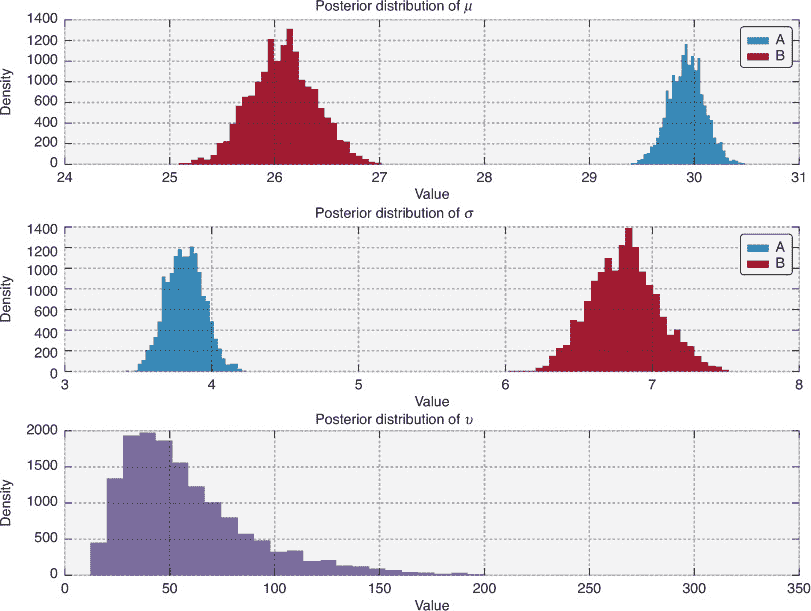 Posterior distribution of μ
1400
1200
1000
800
600
400
200
0
Density
24 25 26 27 28 29 30 31
Value
A
B
Posterior distribution of σ
1400
1200
1000
800
600
400
200
0
Density
3 4 5 6 7 8
Value
A
B
Posterior distribution of υ
2000
1500
1000
500
0
Density
0 50 100 150 200 250 300 350
Value